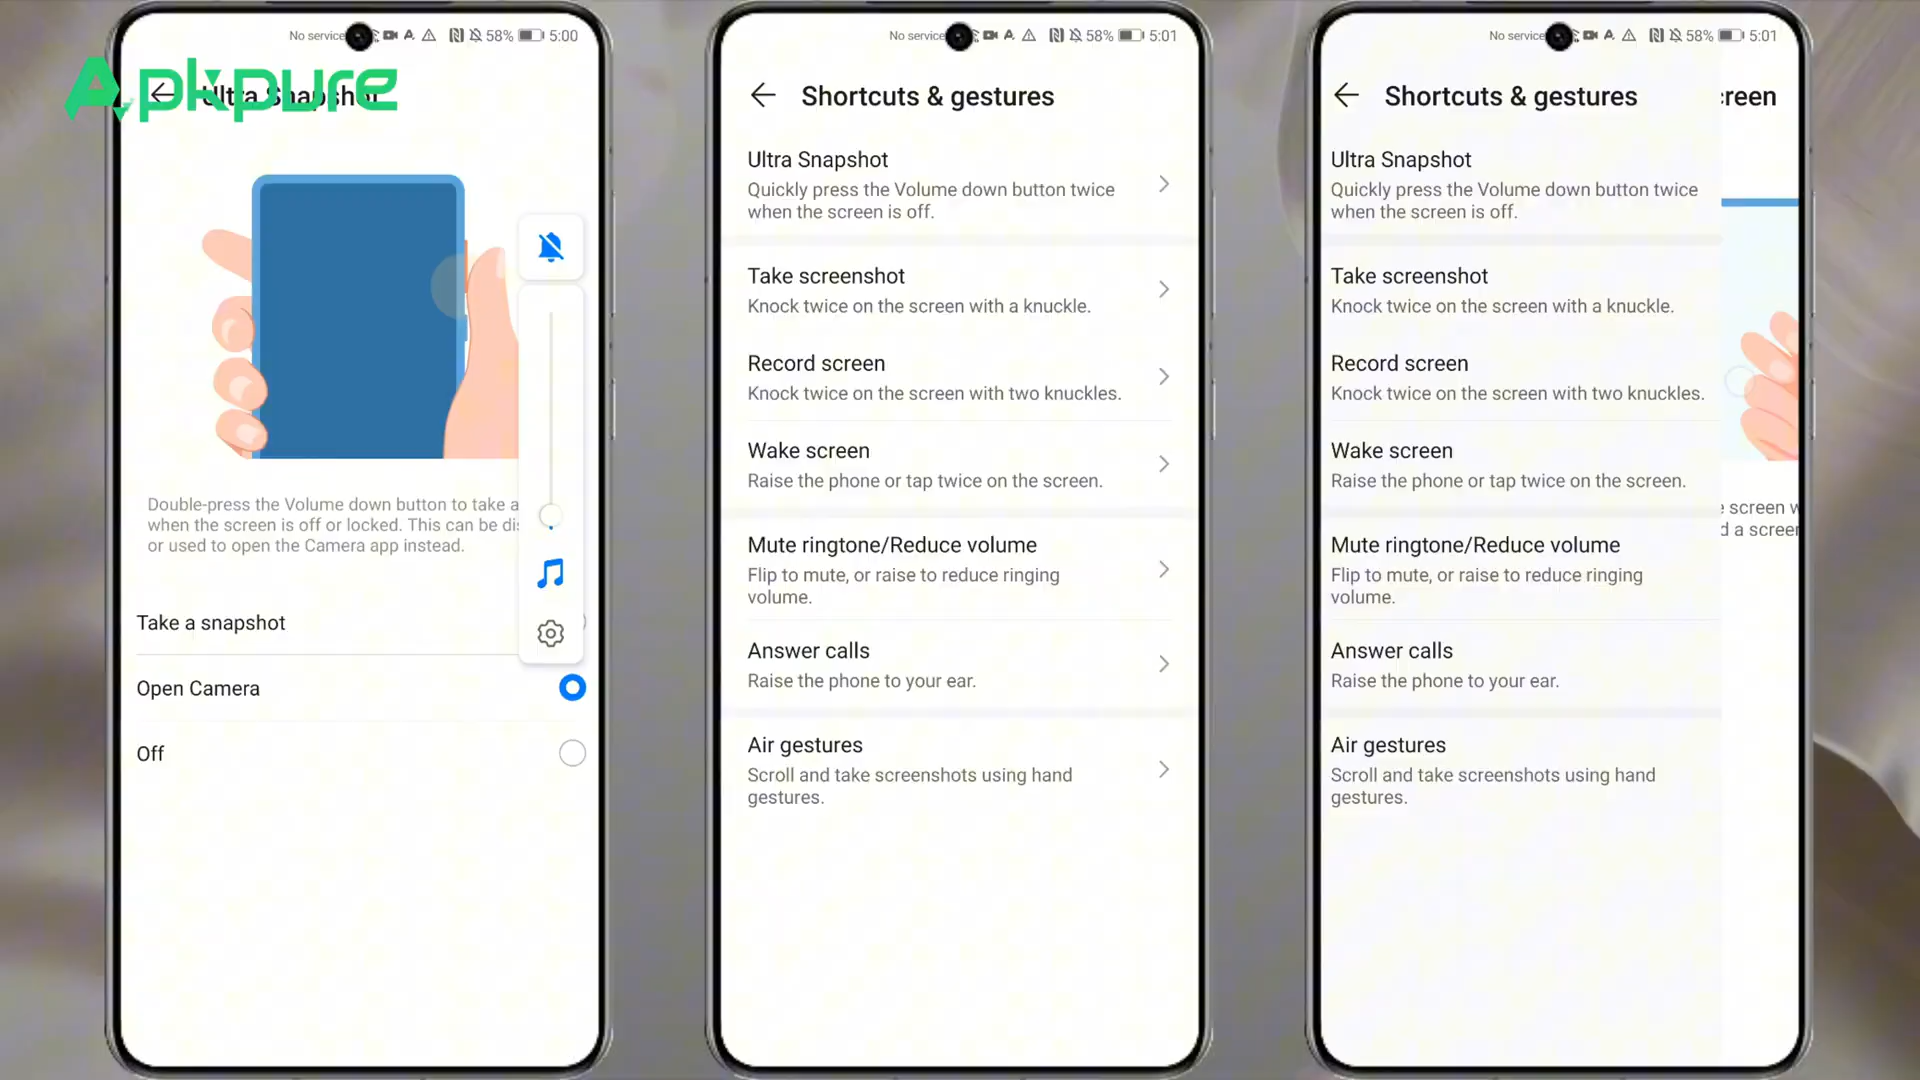 Apkpure
No service 58% 5:00
Ultra Snapshot
Double-press the Volume down button to take a
when the screen is off or locked. This can be
or used to open the Camera app instead.
Take a snapshot
Open Camera
Off
No service 58% 5:01
Shortcuts & gestures
Ultra Snapshot
Quickly press the Volume down button twice
when the screen is off.
Take screenshot
Knock twice on the screen with a knuckle.
Record screen
Knock twice on the screen with two knuckles.
Wake screen
Raise the phone or tap twice on the screen.
Mute ringtone/Reduce volume
Flip to mute, or raise to reduce ringing
volume.
Answer calls
Raise the phone to your ear.
Air gestures
Scroll and take screenshots using hand
gestures.
No service 58% 5:01
Shortcuts & gestures
Ultra Snapshot
Quickly press the Volume down button twice
when the screen is off.
Take screenshot
Knock twice on the screen with a knuckle.
Record screen
Knock twice on the screen with two knuckles.
Wake screen
Raise the phone or tap twice on the screen.
screen
d a
Mute ringtone/Reduce volume
Flip to mute, or raise to reduce ringing
volume.
Answer calls
Raise the phone to your ear.
Air gestures
Scroll and take screenshots using hand
gestures.